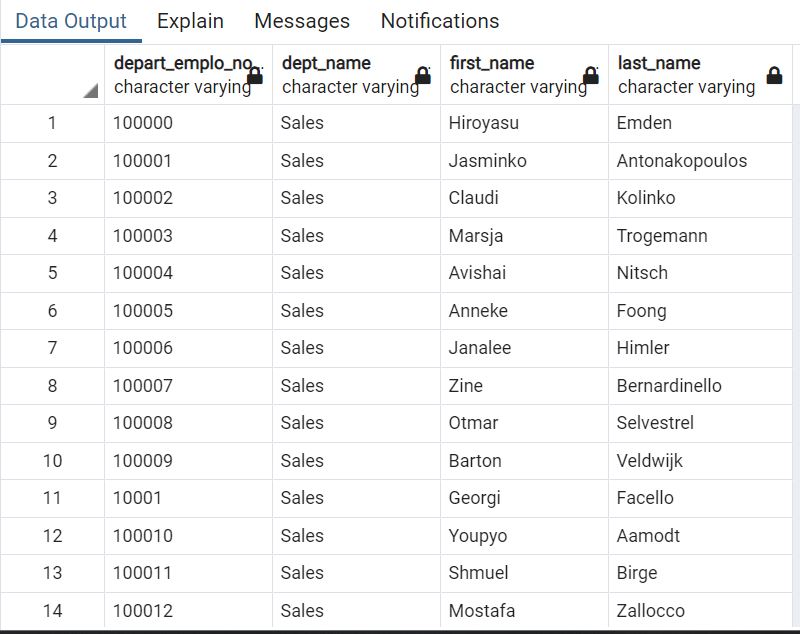 Data Output Explain Messages Notifications
depart_emplo_no.. dept_name first_name last_name
character varying character varying character varying character varying
1 100000 Sales Hiroyasu Emden
2 100001 Sales Jasminko Antonakopoulos
3 100002 Sales Claudi Kolinko
4 100003 Sales Marsja Trogemann
5 100004 Sales Avishai Nitsch
6 100005 Sales Anneke Foong
7 100006 Sales Janalee Himler
8 100007 Sales Zine Bernardinello
9 100008 Sales Otmar Selvestrel
10 100009 Sales Barton Veldwijk
11 10001 Sales Georgi Facello
12 100010 Sales Youpyo Aamodt
13 100011 Sales Shmuel Birge
14 100012 Sales Mostafa Zallocco